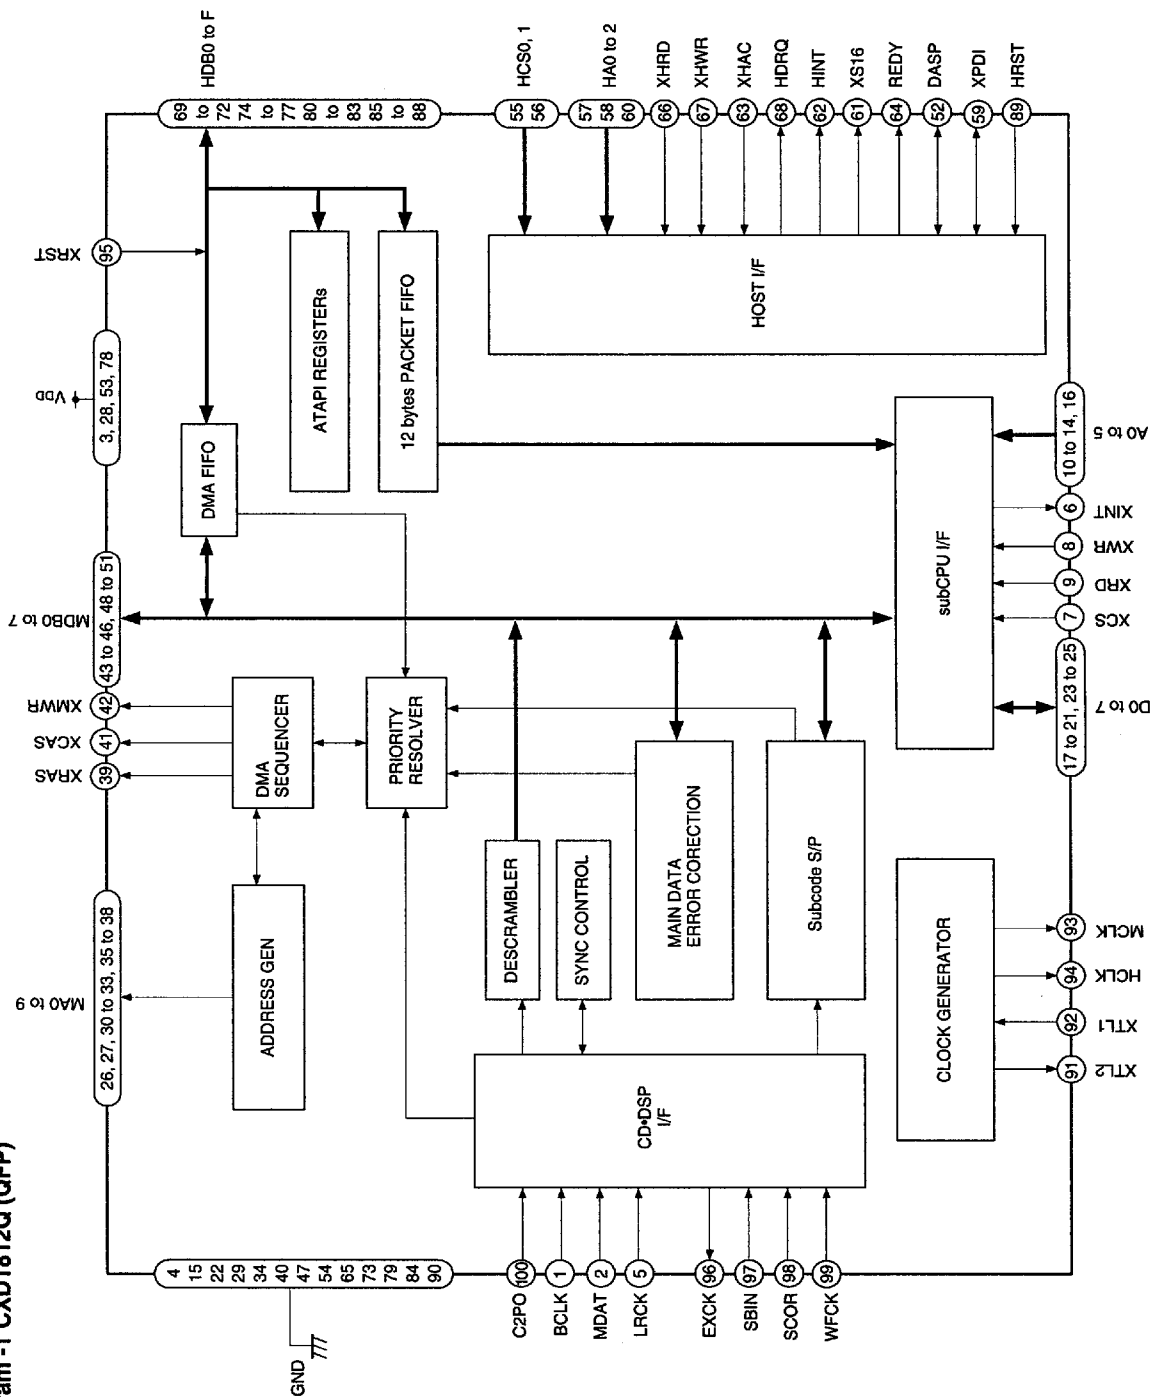 ram -1 CXD1812Q (QFP)
HDB0 to F
69
to
72
74
to
77
80
to
83
85
to
88
HCS0, 1
55
56
HA0 to 2
57
58
60
XHRD
66
XHWR
67
XHAC
63
HDRQ
68
HINT
62
XS16
61
REDY
64
DASP
52
XPDI
59
HRST
89
XRST
95
VDD
3, 28, 53, 78
MDB0 to 7
43 to 46, 48 to 51
XMWR
42
XCAS
41
XRAS
39
MA0 to 9
26, 27, 30 to 33, 35 to 38
DMA FIFO
ATAPI REGISTERs
12 bytes PACKET FIFO
HOST I/F
DMA
SEQUENCER
PRIORITY
RESOLVER
ADDRESS GEN
DESCRAMBLER
SYNC CONTROL
MAIN DATA
ERROR CORECTION
Subcode S/P
subCPU I/F
CD•DSP
I/F
CLOCK GENERATOR
10 to 14, 16
A0 to 5
6
XINT
8
XWR
9
XRD
7
XCS
17 to 21, 23 to 25
D0 to 7
93
MCLK
94
HCLK
92
XTL1
91
XTL2
4
15
22
29
34
40
47
54
65
73
79
84
90
GND
C2PO
100
BCLK
1
MDAT
2
LRCK
5
EXCK
96
SBIN
97
SCOR
98
WFCK
99